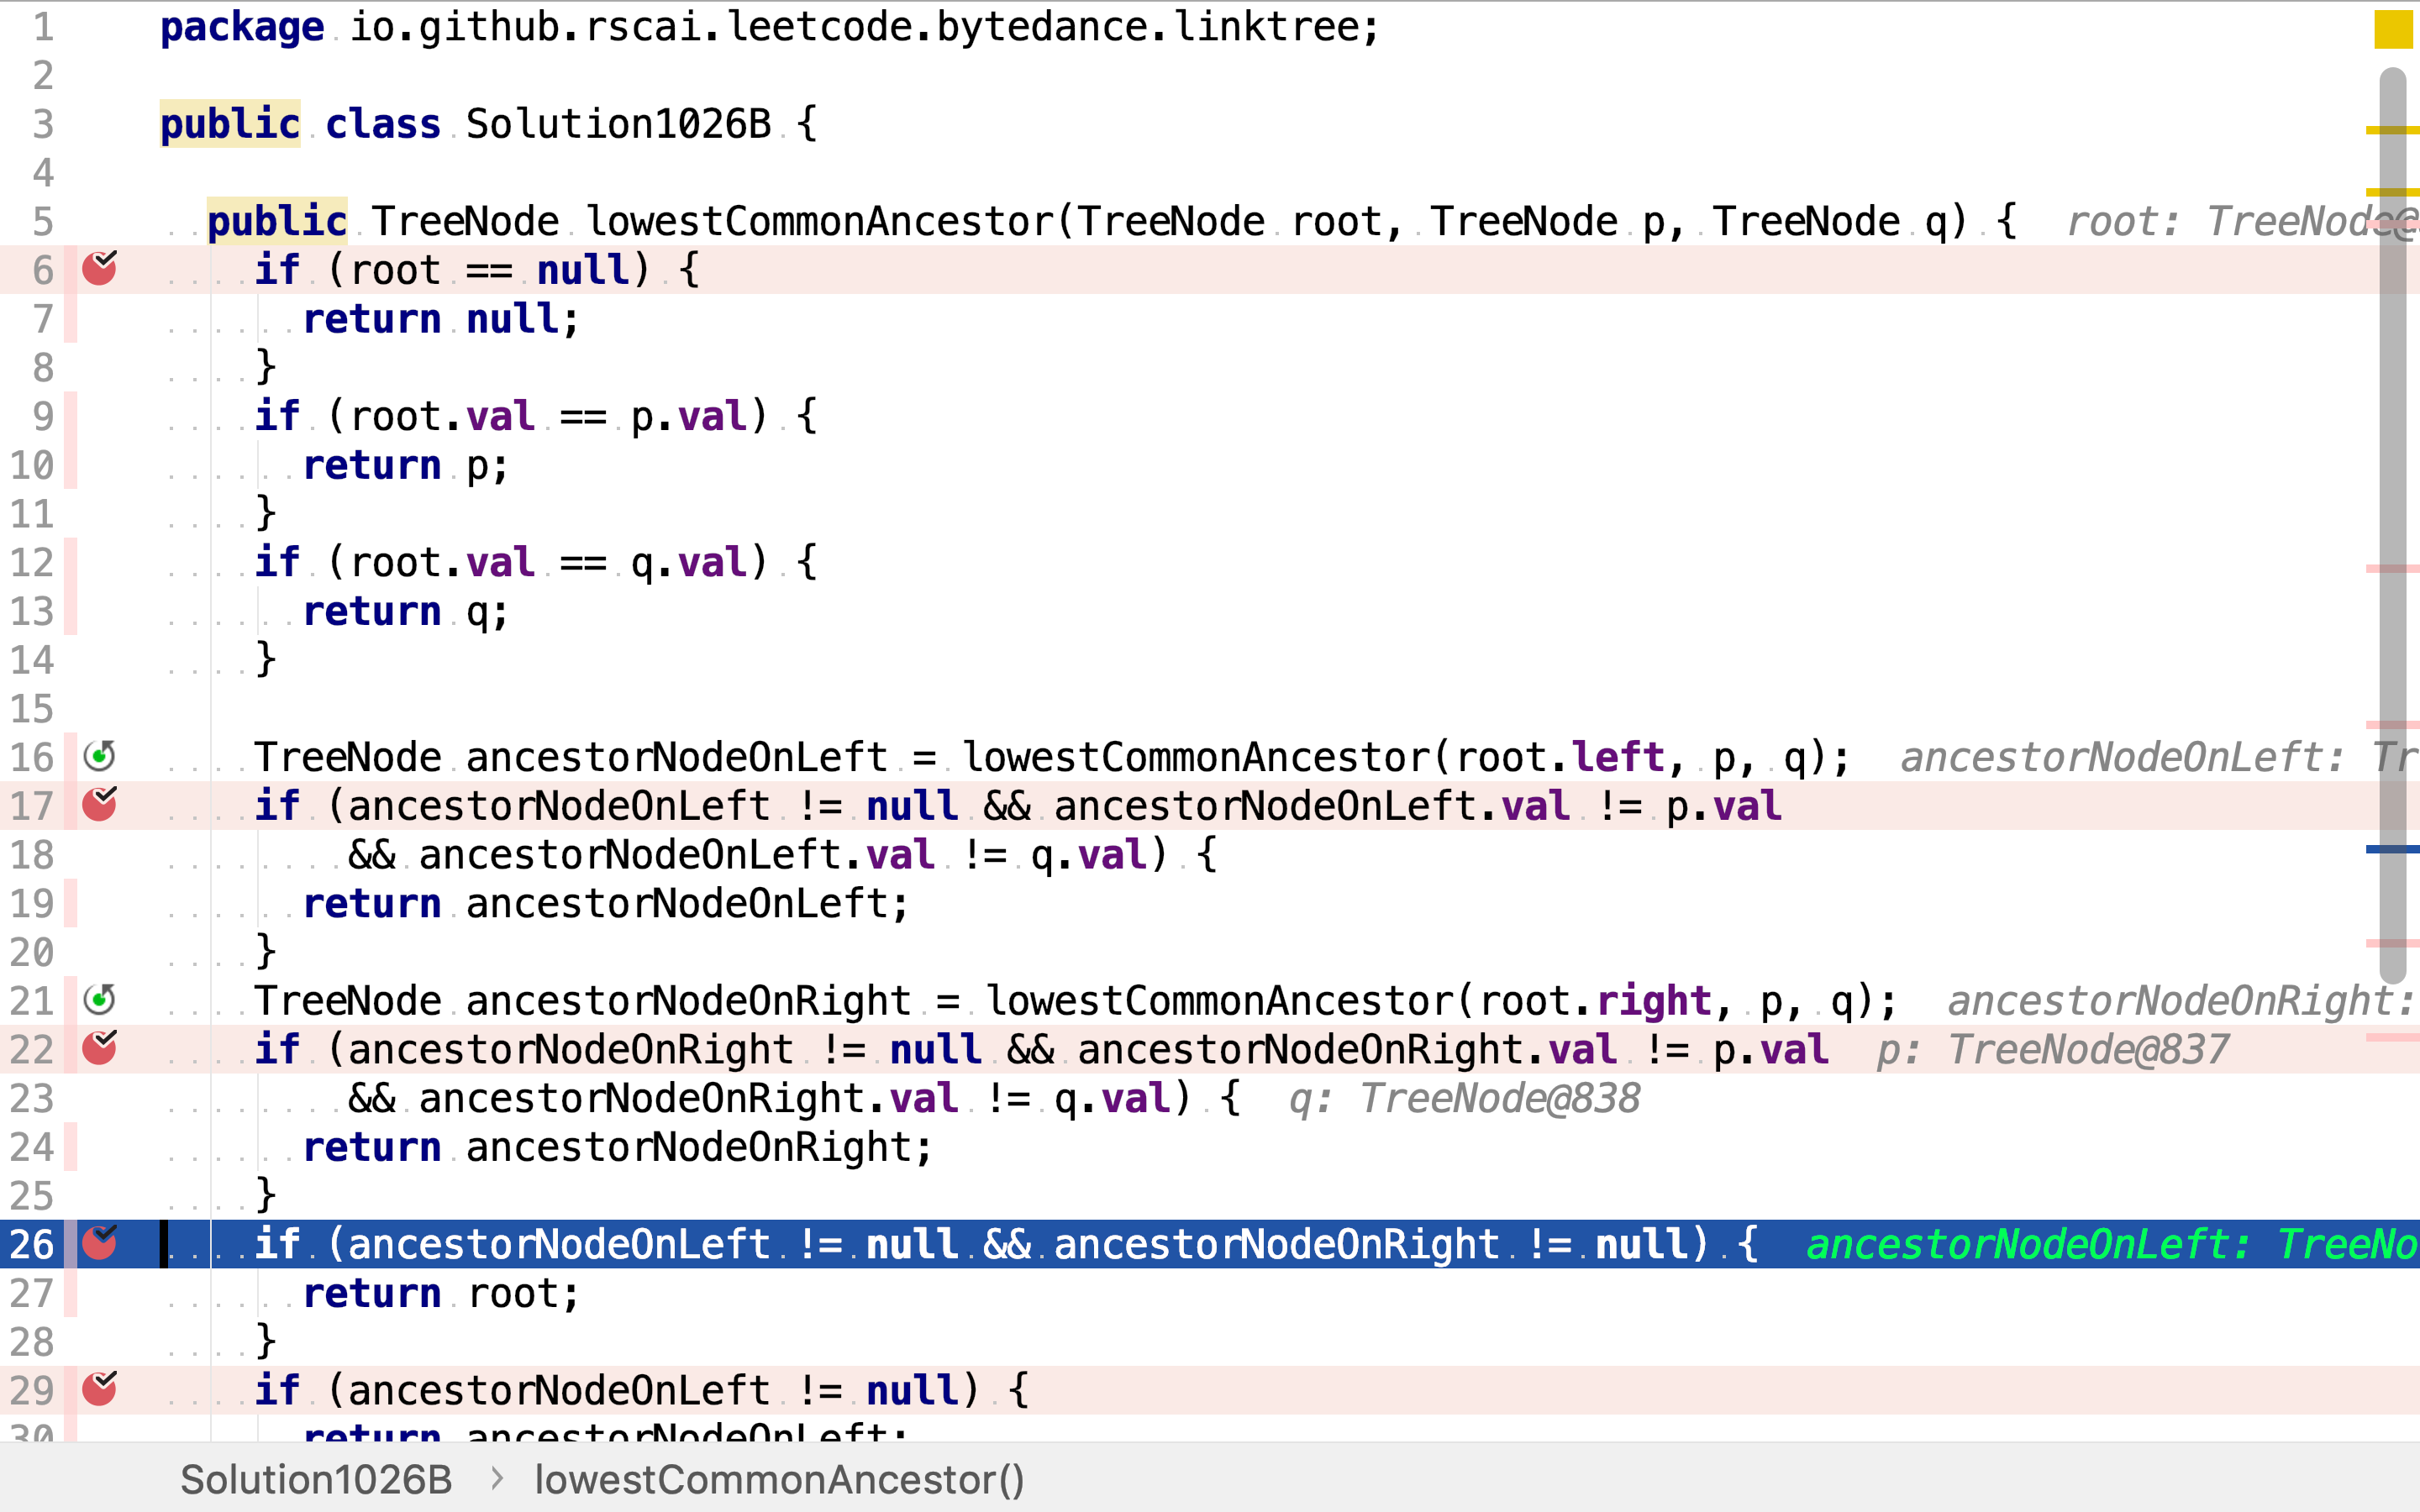 1 package io.github.rscai.leetcode.bytedance.linktree;
2
3 public class Solution1026B {
4
5 public TreeNode lowestCommonAncestor(TreeNode root, TreeNode p, TreeNode q) { root: TreeNode@
6 if (root == null) {
7 return null;
8 }
9 if (root.val == p.val) {
10 return p;
11 }
12 if (root.val == q.val) {
13 return q;
14 }
15
16 TreeNode ancestorNodeOnLeft = lowestCommonAncestor(root.left, p, q); ancestorNodeOnLeft: Tr
17 if (ancestorNodeOnLeft != null && ancestorNodeOnLeft.val != p.val
18 && ancestorNodeOnLeft.val != q.val) {
19 return ancestorNodeOnLeft;
20 }
21 TreeNode ancestorNodeOnRight = lowestCommonAncestor(root.right, p, q); ancestorNodeOnRight:
22 if (ancestorNodeOnRight != null && ancestorNodeOnRight.val != p.val p: TreeNode@837
23 && ancestorNodeOnRight.val != q.val) { q: TreeNode@838
24 return ancestorNodeOnRight;
25 }
26 if (ancestorNodeOnLeft != null && ancestorNodeOnRight != null) { ancestorNodeOnLeft: TreeNo
27 return root;
28 }
29 if (ancestorNodeOnLeft != null) {
30 return ancestorNodeOnLeft;
Solution1026B > lowestCommonAncestor()